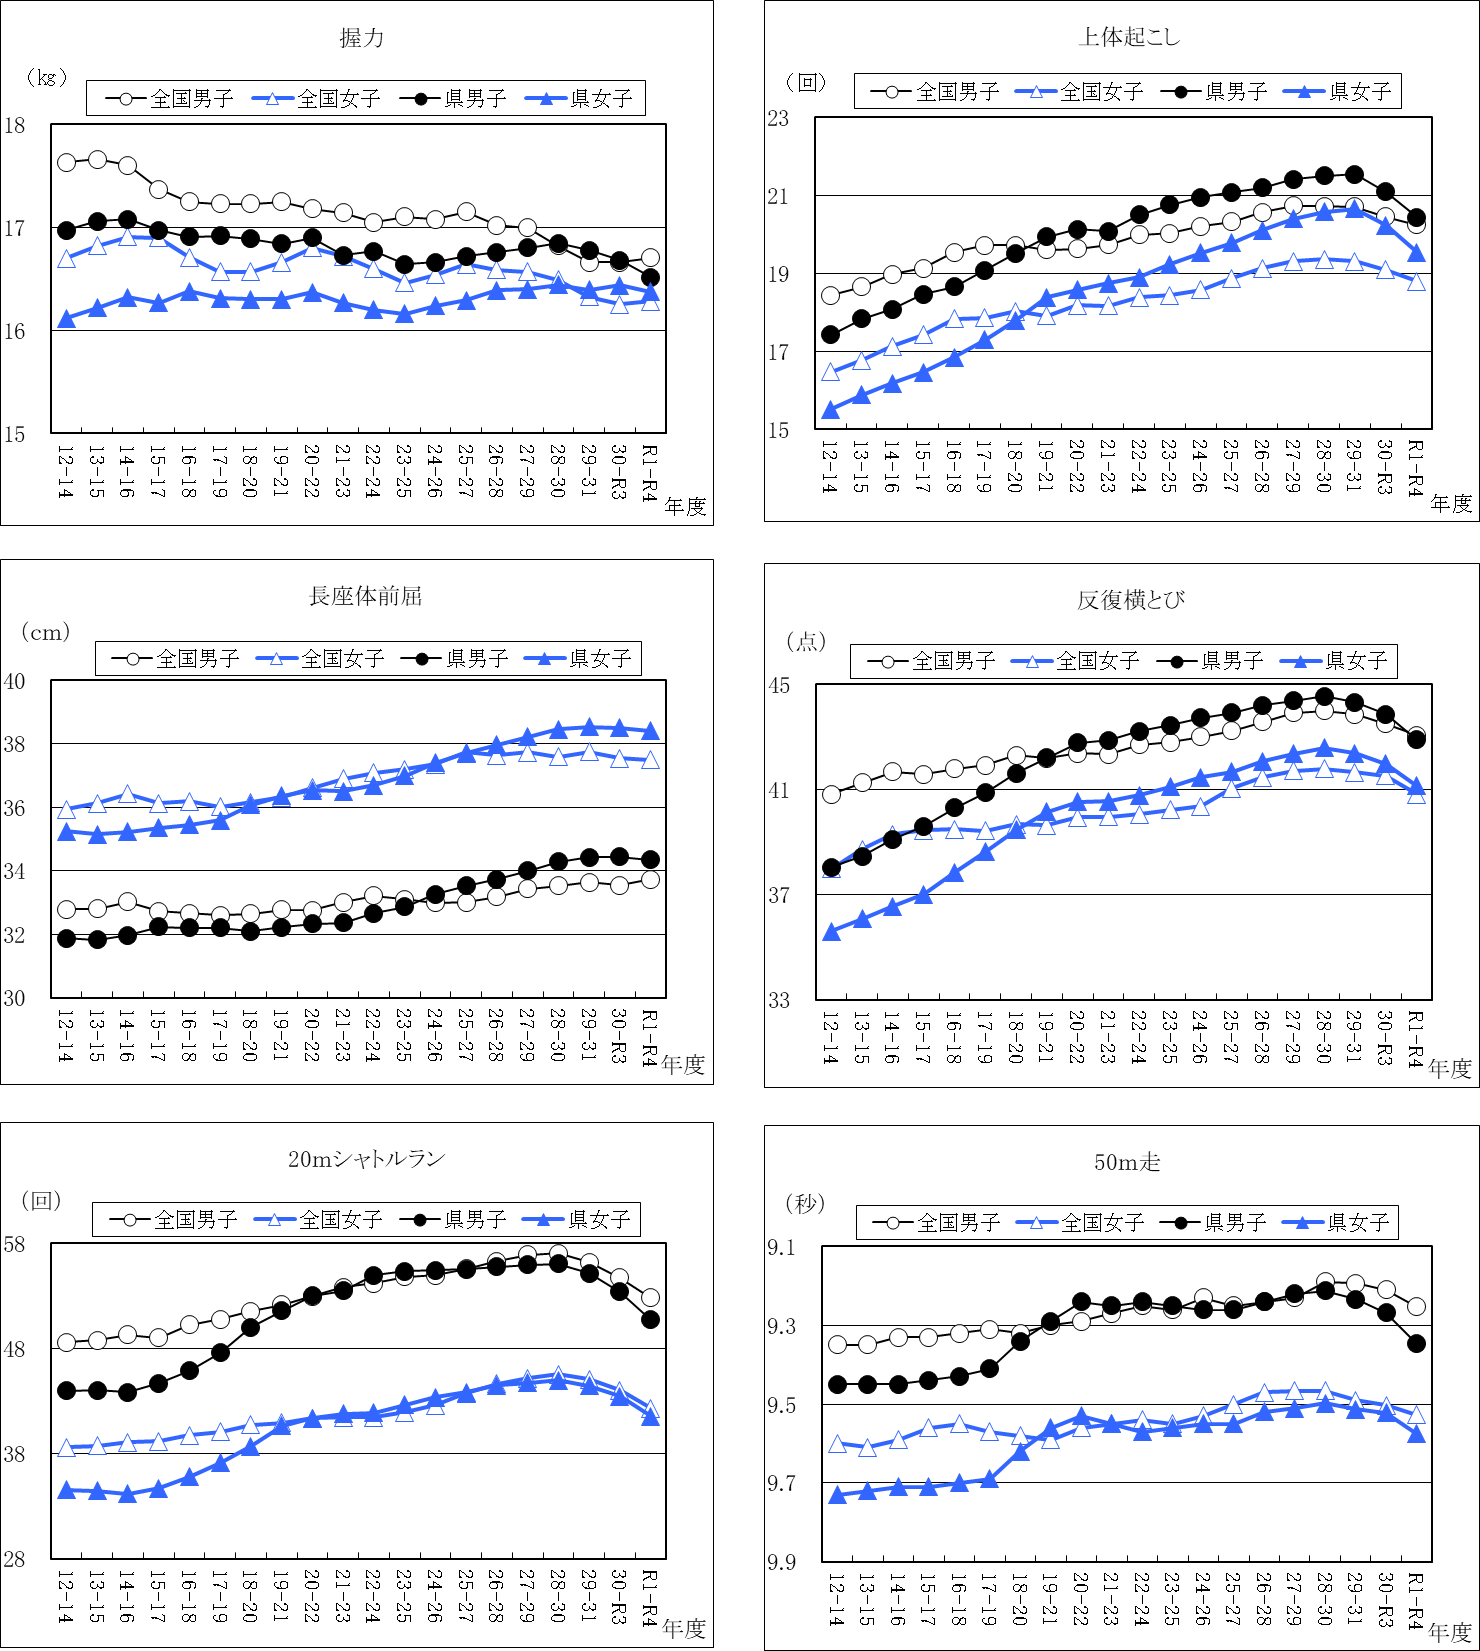 握力
（kg）
全国男子 全国女子 県男子 県女子
18
17
16
15
12-14 13-15 14-16 15-17 16-18 17-19 18-20 19-21 20-22 21-23 22-24 23-25 24-26 25-27 26-28 27-29 28-30 29-31 30-R3 R1-R4
年度
上体起こし
（回）
全国男子 全国女子 県男子 県女子
23
21
19
17
15
12-14 13-15 14-16 15-17 16-18 17-19 18-20 19-21 20-22 21-23 22-24 23-25 24-26 25-27 26-28 27-29 28-30 29-31 30-R3 R1-R4
年度
長座体前屈
（cm）
全国男子 全国女子 県男子 県女子
40
38
36
34
32
30
12-14 13-15 14-16 15-17 16-18 17-19 18-20 19-21 20-22 21-23 22-24 23-25 24-26 25-27 26-28 27-29 28-30 29-31 30-R3 R1-R4
年度
反復横とび
（点）
全国男子 全国女子 県男子 県女子
45
41
37
33
12-14 13-15 14-16 15-17 16-18 17-19 18-20 19-21 20-22 21-23 22-24 23-25 24-26 25-27 26-28 27-29 28-30 29-31 30-R3 R1-R4
年度
20mシャトルラン
（回）
全国男子 全国女子 県男子 県女子
58
48
38
28
12-14 13-15 14-16 15-17 16-18 17-19 18-20 19-21 20-22 21-23 22-24 23-25 24-26 25-27 26-28 27-29 28-30 29-31 30-R3 R1-R4
年度
50m走
（秒）
全国男子 全国女子 県男子 県女子
9.1
9.3
9.5
9.7
9.9
12-14 13-15 14-16 15-17 16-18 17-19 18-20 19-21 20-22 21-23 22-24 23-25 24-26 25-27 26-28 27-29 28-30 29-31 30-R3 R1-R4
年度